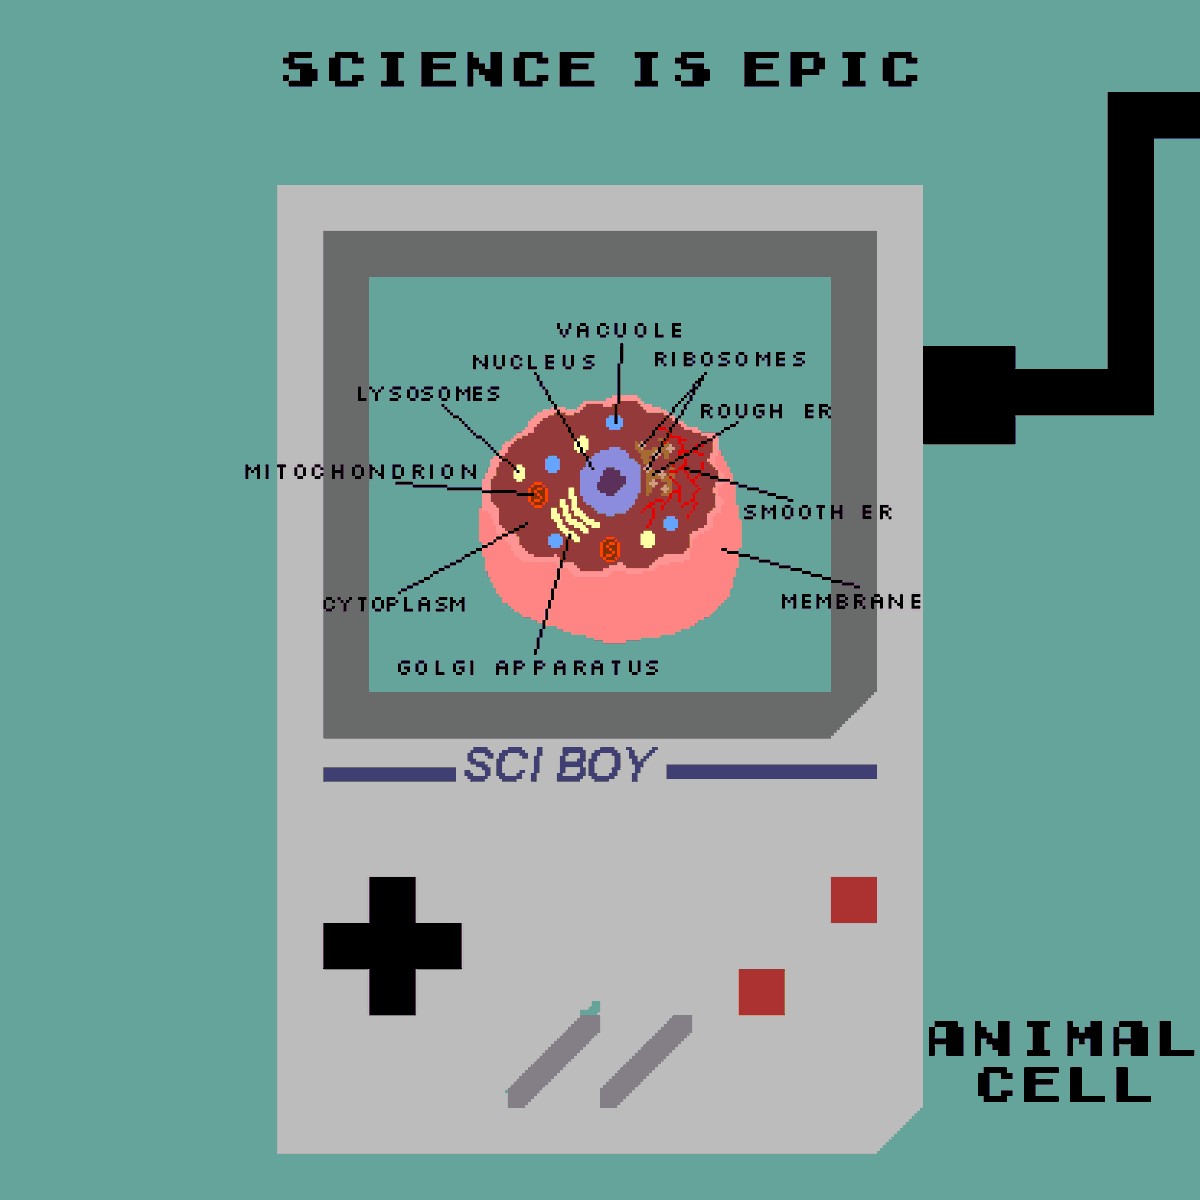 SCIENCE IS EPIC
VACUOLE
NUCLEUS
RIBOSOMES
LYSOSOMES
ROUGH ER
MITOCHONDRION
SMOOTH ER
CYTOPLASM
MEMBRANE
GOLGI APPARATUS
SCI BOY
ANIMAL
CELL